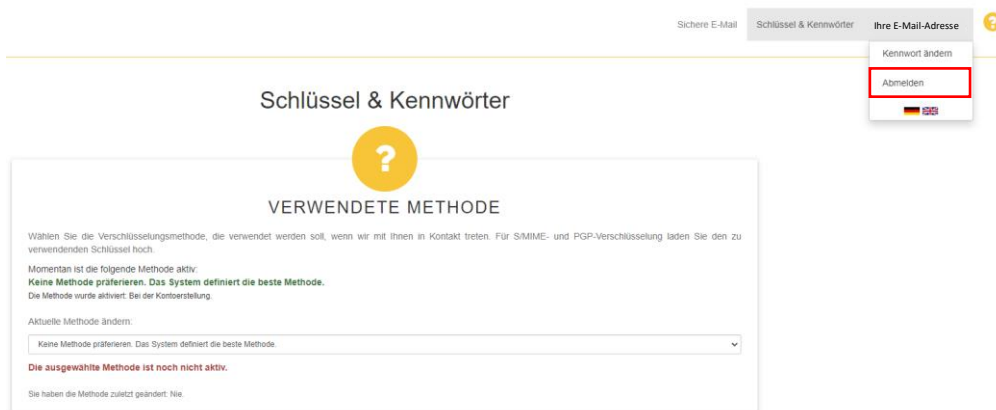 Sichere E-Mail Schlüssel & Kennwörter Ihre E-Mail-Adresse ?
Kennwort ändern
Abmelden
Schlüssel & Kennwörter
?
VERWENDETE METHODE
Wählen Sie die Verschlüsselungsmethode, die verwendet werden soll, wenn wir mit Ihnen in Kontakt treten. Für S/MIME- und PGP-Verschlüsselung laden Sie den zu
verwendenden Schlüssel hoch.
Momentan ist die folgende Methode aktiv:
Keine Methode präferieren. Das System definiert die beste Methode.
Die Methode wurde aktiviert: Bei der Kontoerstellung.
Aktuelle Methode ändern:
Keine Methode präferieren. Das System definiert die beste Methode.
Die ausgewählte Methode ist noch nicht aktiv.
Sie haben die Methode zuletzt geändert: Nie.